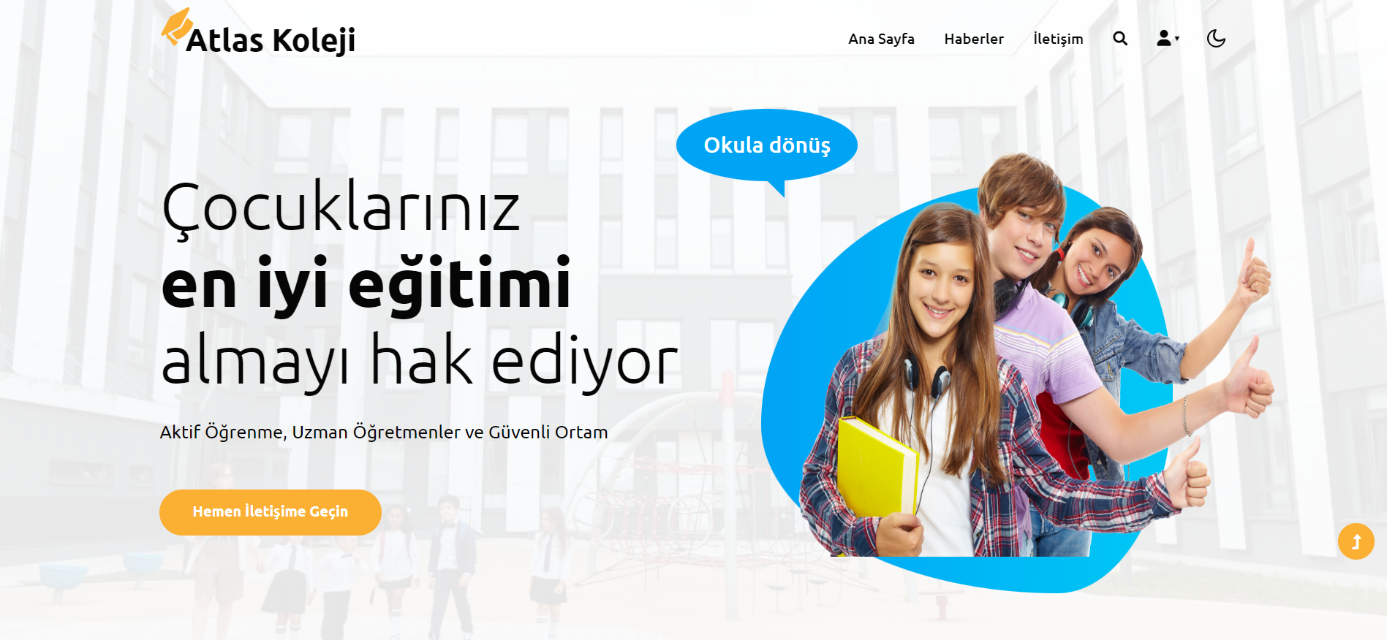 Atlas Koleji
Ana Sayfa
Haberler
İletişim
Okula dönüş
Çocuklarınız
en iyi eğitimi
almayı hak ediyor
Aktif Öğrenme, Uzman Öğretmenler ve Güvenli Ortam
Hemen İletişime Geçin